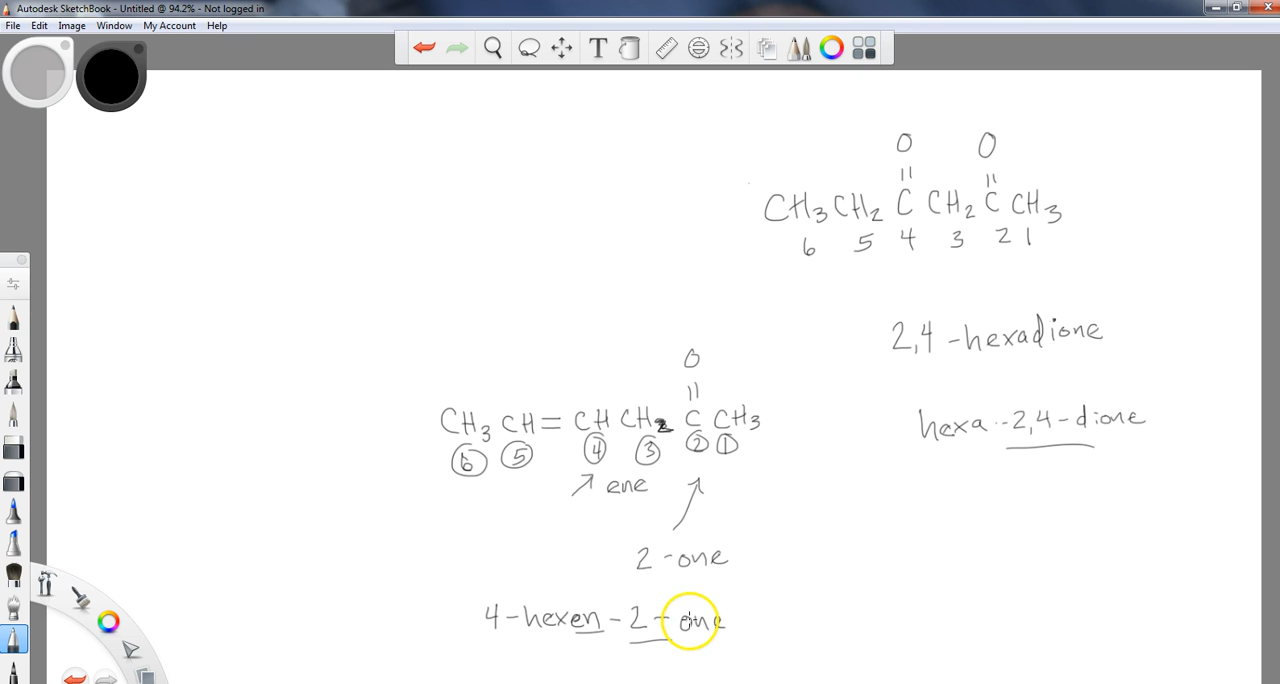 Autodesk SketchBook - Untitled @ 94.2% - Not logged in
File Edit Image Window My Account Help
T
O O
|| ||
CH3 CH2 C CH2 C CH3
6 5 4 3 2 1
2,4-hexadione
hexa-2,4-dione
O
||
CH3 CH = CH CH2 C CH3
6 5 4 3 2 1
ene
2-one
4-hexen-2-one